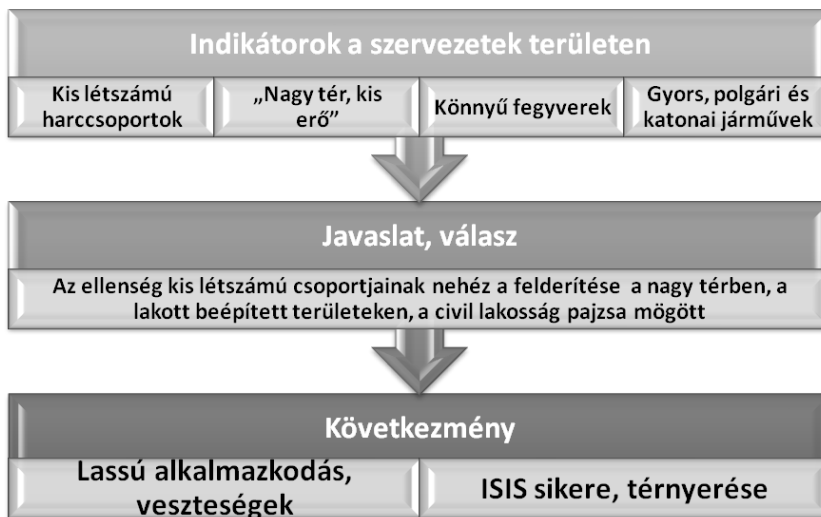 Indikátorok a szervezetek területen
Kis létszámú
harccsoportok
„Nagy tér, kis
erő”
Könnyű fegyverek
Gyors, polgári és
katonai járművek
Javaslat, válasz
Az ellenség kis létszámú csoportjainak nehéz a felderítése a nagy térben, a
lakott beépített területeken, a civil lakosság pajzsa mögött
Következmény
Lassú alkalmazkodás,
veszteségek
ISIS sikere, térnyerése